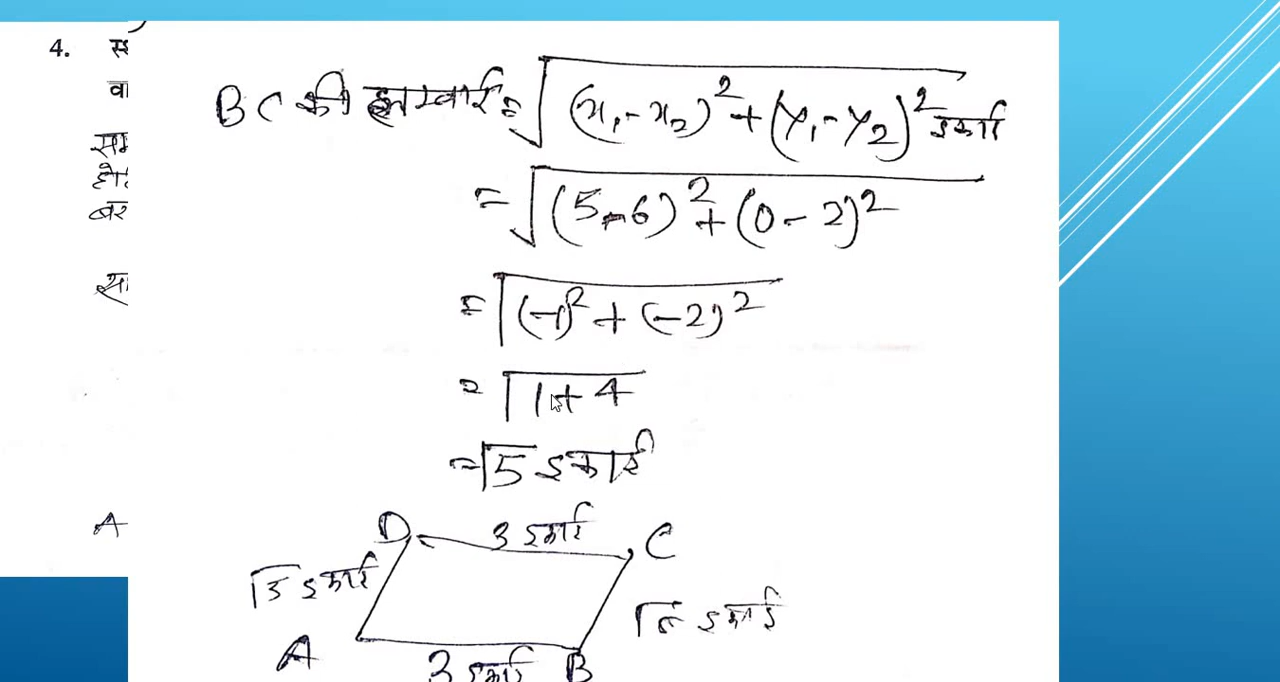 4.
BC की लम्बाई = √(x₁-x₂)² + (y₁-y₂)² इकाई
= √(5-6)² + (0-2)²
= √(-1)² + (-2)²
= √1+4
= √5 इकाई
D 3 इकाई C
√5 इकाई √5 इकाई
A
A 3 इकाई B